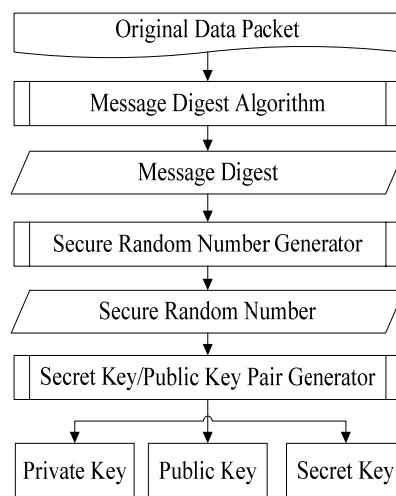 Original Data Packet
Message Digest Algorithm
Message Digest
Secure Random Number Generator
Secure Random Number
Secret Key/Public Key Pair Generator
Private Key
Public Key
Secret Key